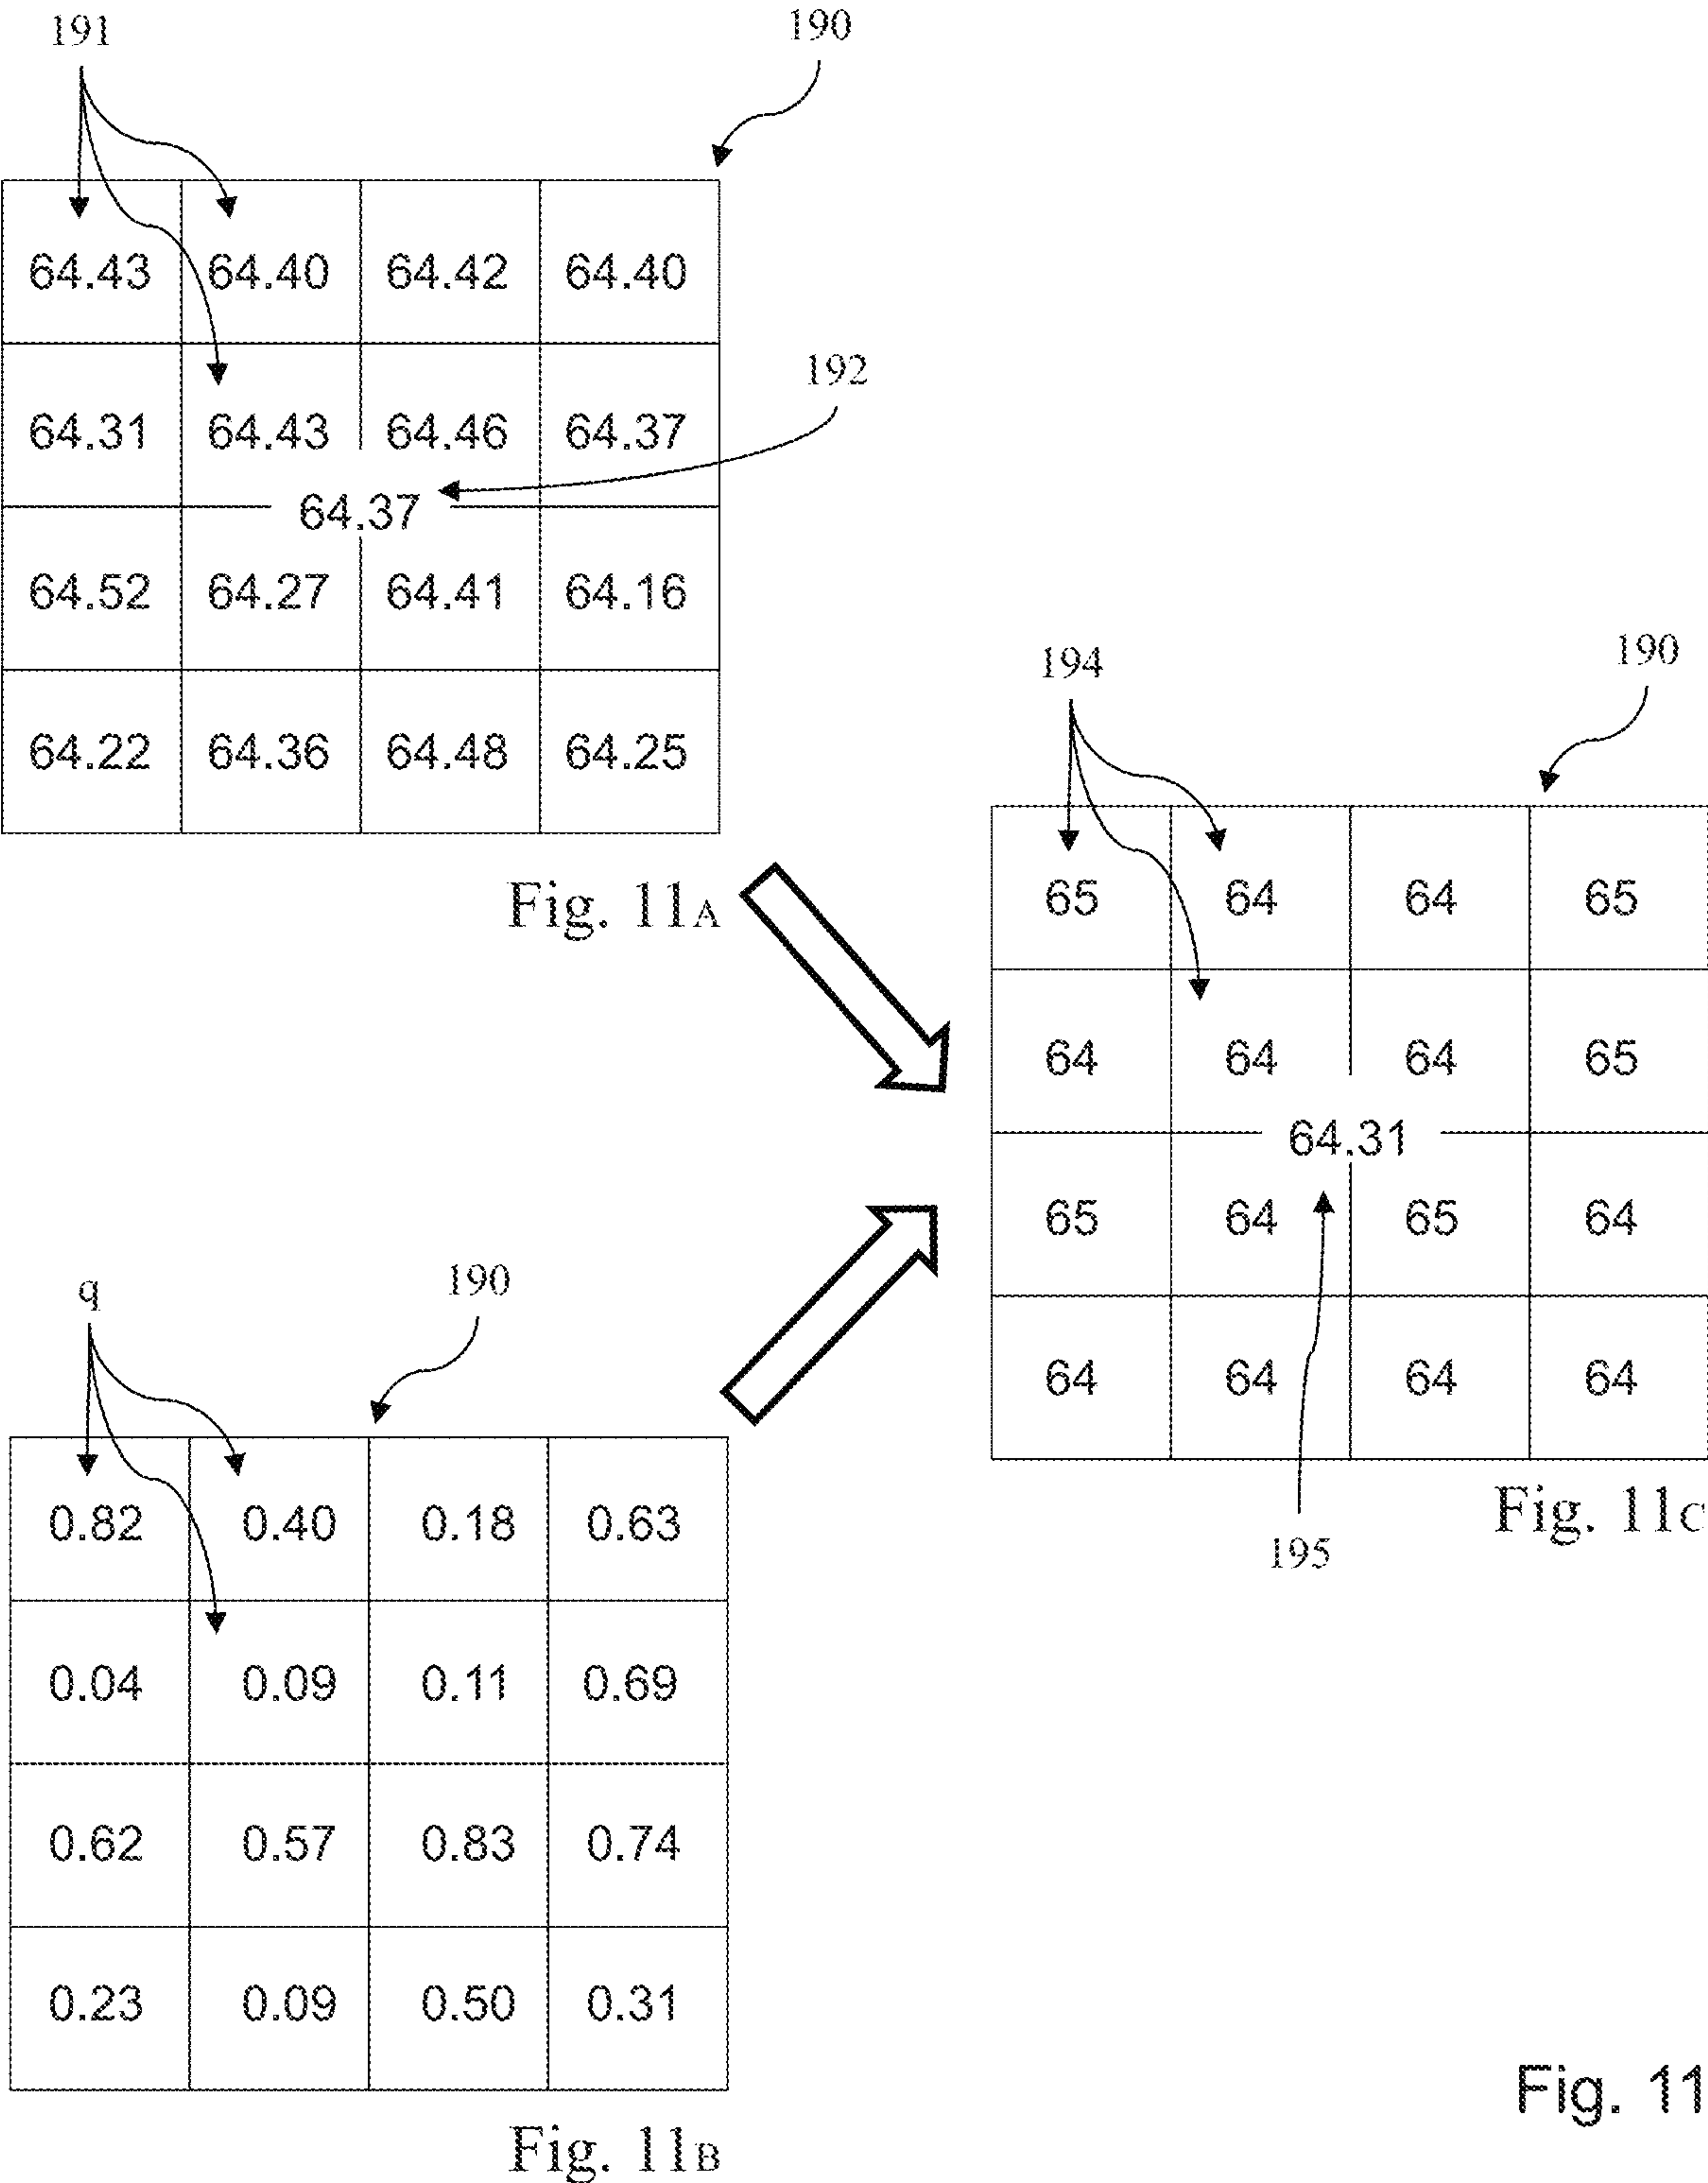 191
190
64.43 64.40 64.42 64.40
192
64.31 64.43 64.46 64.37
64.37
64.52 64.27 64.41 64.16
64.22 64.36 64.48 64.25
Fig. 11A
194
190
65 64 64 65
64 64 64 65
64.31
65 64 65 64
64 64 64 64
195
Fig. 11C
q
190
0.82 0.40 0.18 0.63
0.04 0.09 0.11 0.69
0.62 0.57 0.83 0.74
0.23 0.09 0.50 0.31
Fig. 11B
Fig. 11